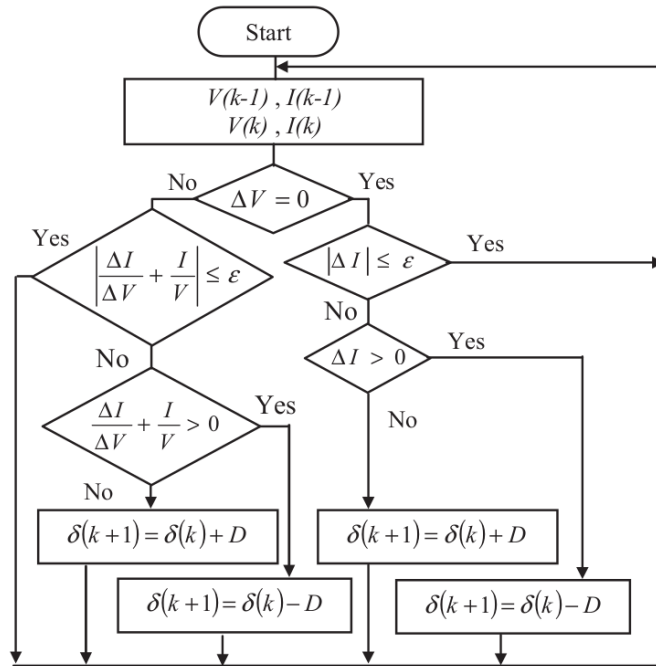 Start
V(k-1) , I(k-1)
V(k) , I(k)
No
Yes
ΔV = 0
Yes
|ΔI/ΔV + I/V| ≤ ε
|ΔI| ≤ ε
Yes
No
No
ΔI > 0
Yes
ΔI/ΔV + I/V > 0
Yes
No
No
δ(k+1) = δ(k) + D
δ(k+1) = δ(k) + D
δ(k+1) = δ(k) − D
δ(k+1) = δ(k) − D